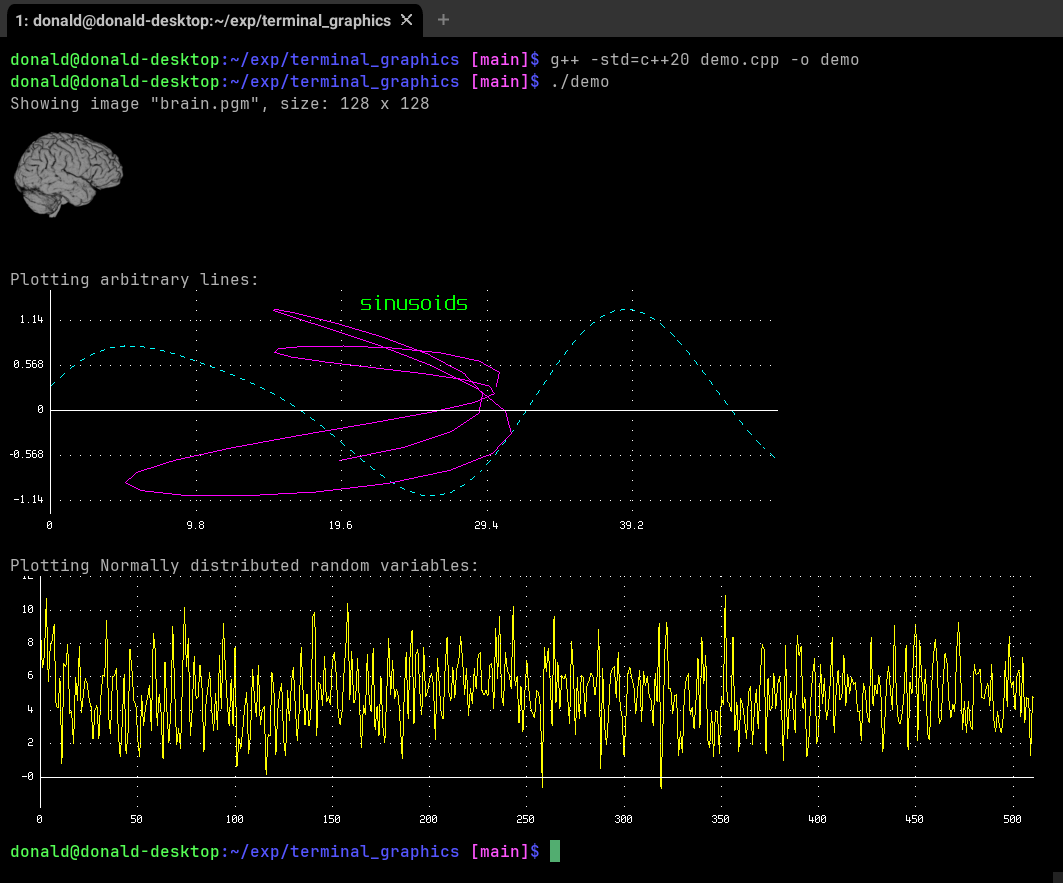 1: donald@donald-desktop:~/exp/terminal_graphics × +
donald@donald-desktop:~/exp/terminal_graphics [main]$ g++ -std=c++20 demo.cpp -o demo
donald@donald-desktop:~/exp/terminal_graphics [main]$ ./demo
Showing image "brain.pgm", size: 128 x 128
Plotting arbitrary lines:
sinusoids
1.14
0.568
0
-0.568
-1.14
0 9.8 19.6 29.4 39.2
Plotting Normally distributed random variables:
12
10
8
6
4
2
-0
0 50 100 150 200 250 300 350 400 450 500
donald@donald-desktop:~/exp/terminal_graphics [main]$